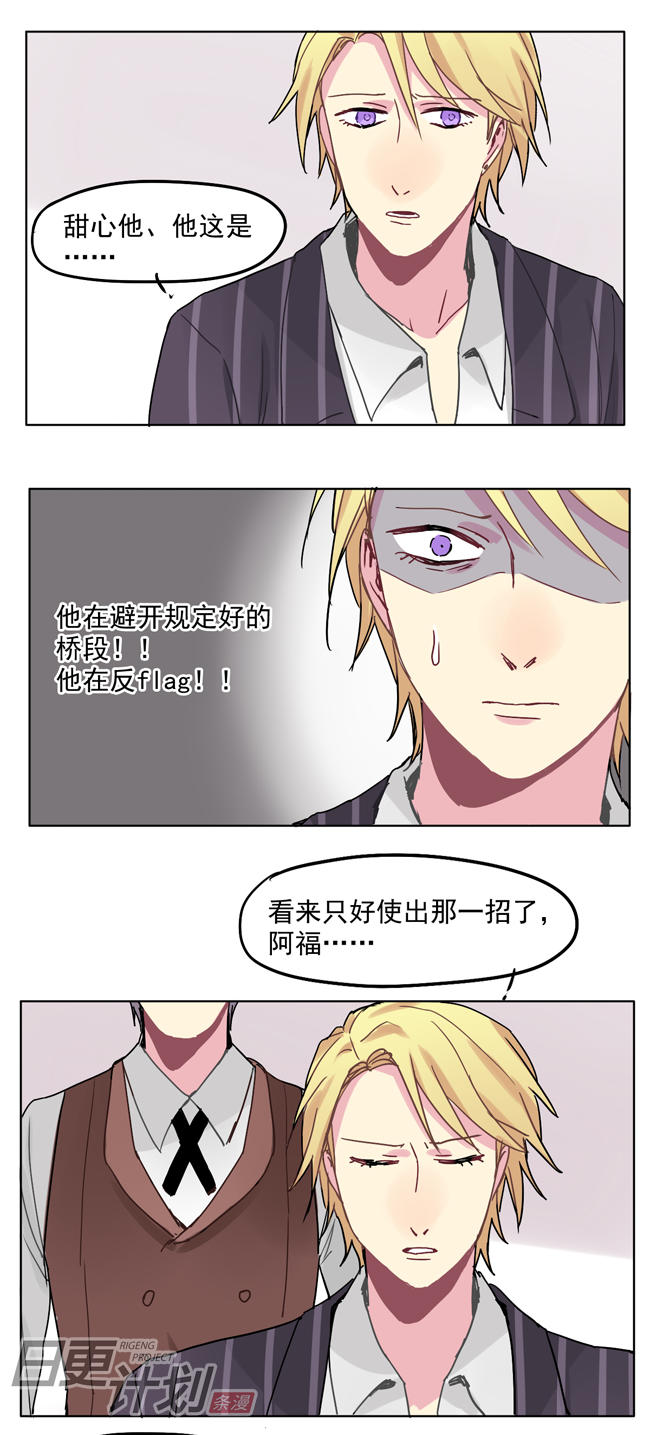 甜心他、他这是
……
他在避开规定好的
桥段！！
他在反flag！！
看来只好使出那一招了，
阿福……
日更计划
RIGENG
PROJECT
条漫